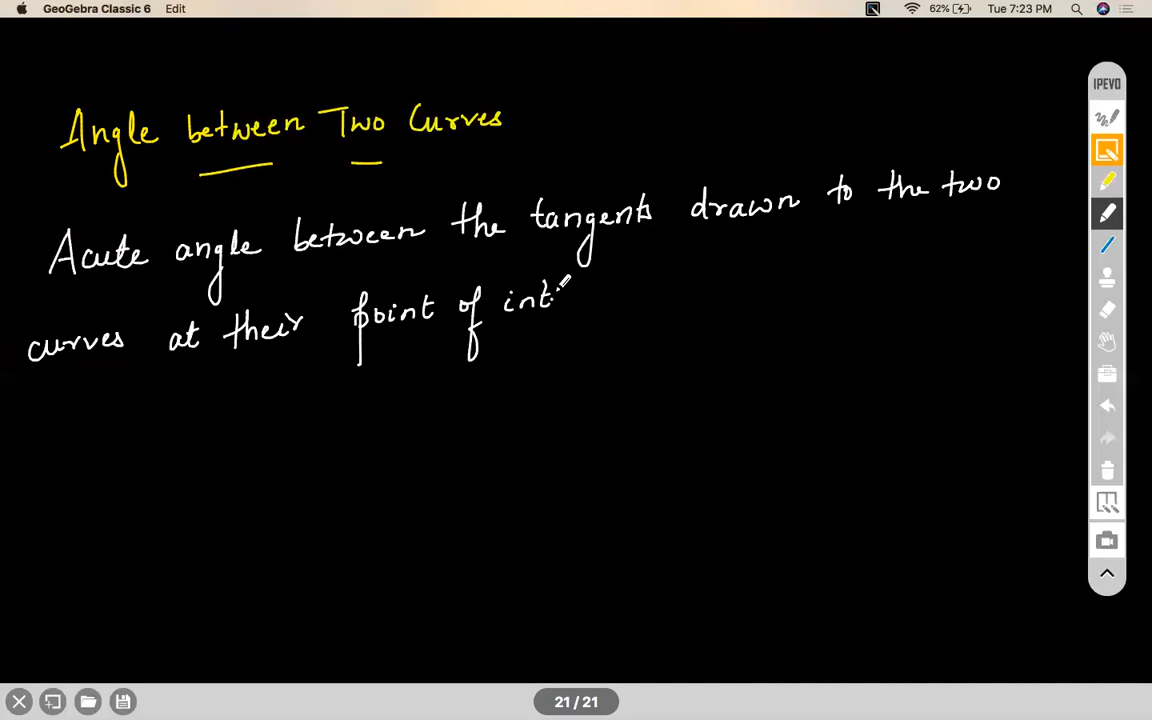 GeoGebra Classic 6 Edit 62% Tue 7:23 PM
IPEVO
Angle between Two Curves
Acute angle between the tangents drawn to the two
curves at their point of int
21 / 21